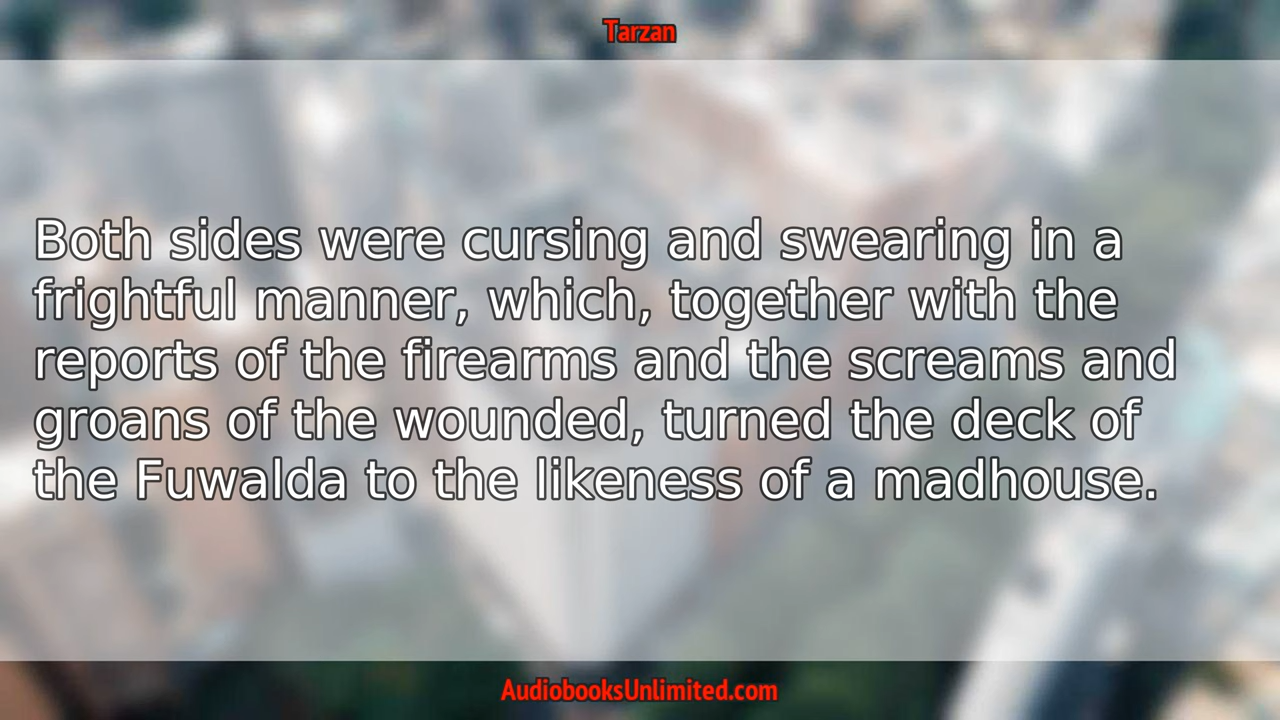 Tarzan
Both sides were cursing and swearing in a
frightful manner, which, together with the
reports of the firearms and the screams and
groans of the wounded, turned the deck of
the Fuwalda to the likeness of a madhouse.
AudiobooksUnlimited.com